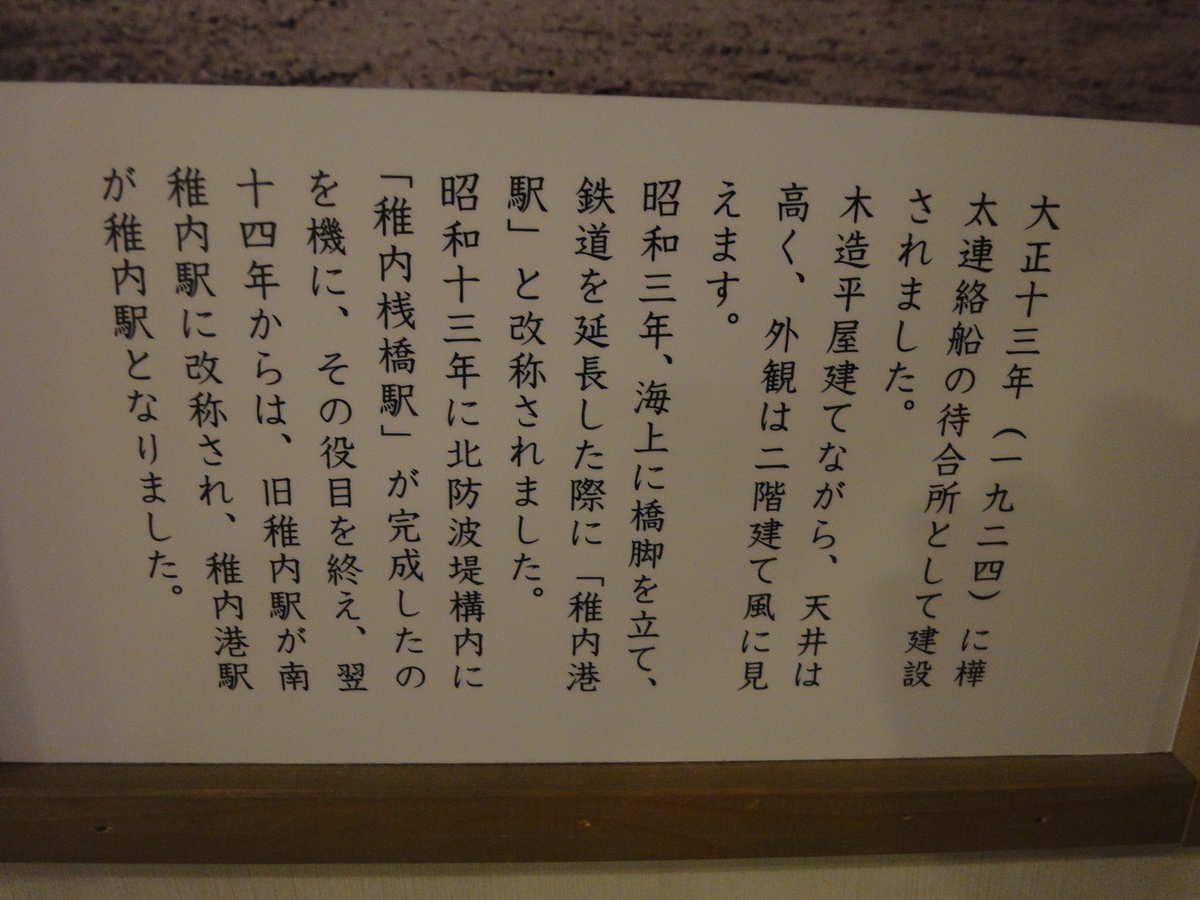 大正十三年（一九二四）に樺
太連絡船の待合所として建設
されました。
木造平屋建てながら、天井は
高く、外観は二階建て風に見
えます。
昭和三年、海上に橋脚を立て、
鉄道を延長した際に「稚内港
駅」と改称されました。
昭和十三年に北防波堤構内に
「稚内桟橋駅」が完成したの
を機に、その役目を終え、翌
十四年からは、旧稚内駅が南
稚内駅に改称され、稚内港駅
が稚内駅となりました。